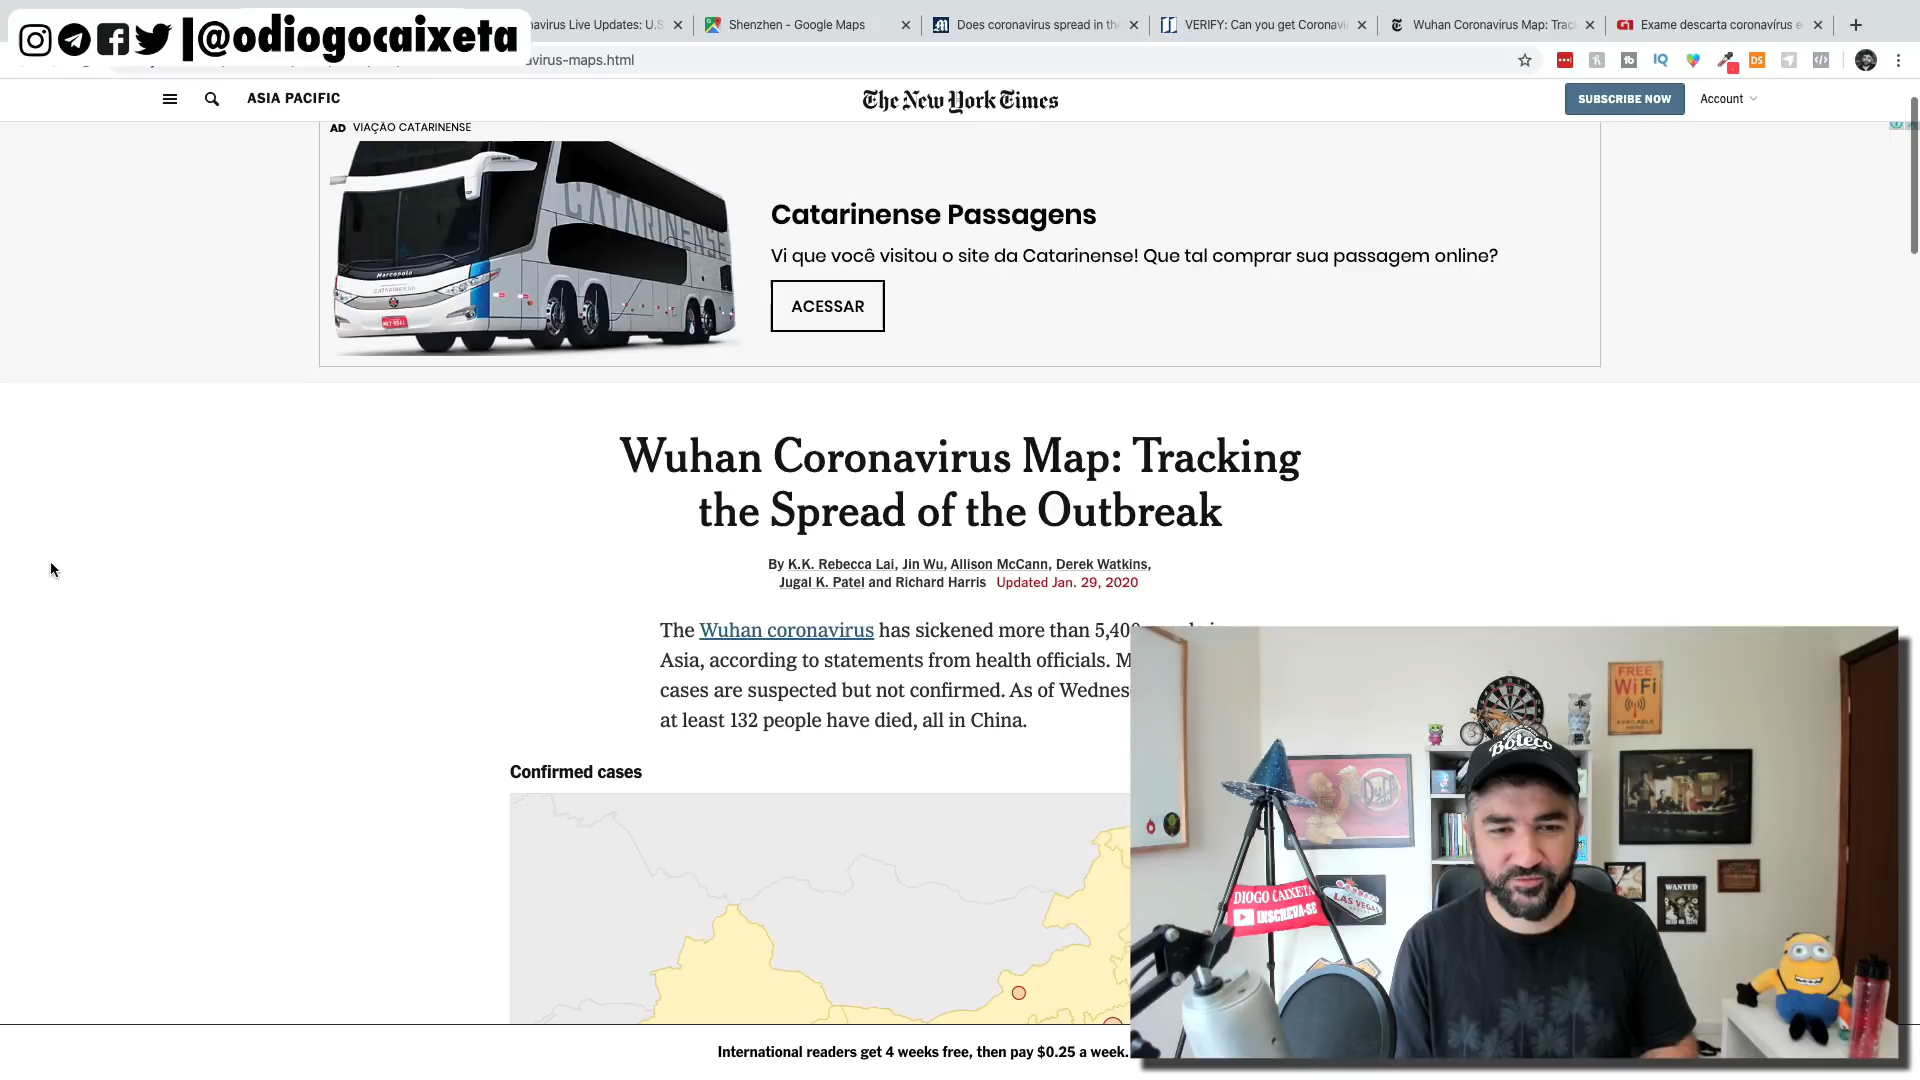 |@odiogocaixeta
navirus Live Updates: U.S
Shenzhen - Google Maps
Does coronavirus spread in the
VERIFY: Can you get Coronavi
Wuhan Coronavirus Map: Trac
Exame descarta coronavírus e
avirus-maps.html
ASIA PACIFIC
The New York Times
SUBSCRIBE NOW
Account
AD VIAÇÃO CATARINENSE
CATARINENSE
Marcopolo
CATARINENSE
Catarinense Passagens
Vi que você visitou o site da Catarinense! Que tal comprar sua passagem online?
ACESSAR
Wuhan Coronavirus Map: Tracking
the Spread of the Outbreak
By K.K. Rebecca Lai, Jin Wu, Allison McCann, Derek Watkins,
Jugal K. Patel and Richard Harris Updated Jan. 29, 2020
The Wuhan coronavirus has sickened more than 5,400
Asia, according to statements from health officials. M
cases are suspected but not confirmed. As of Wednes
at least 132 people have died, all in China.
Confirmed cases
FREE
WiFi
Boteco
Duff
DIOGO CAIXETA
INSCREVA-SE
LAS VEGAS
WANTED
International readers get 4 weeks free, then pay $0.25 a week.